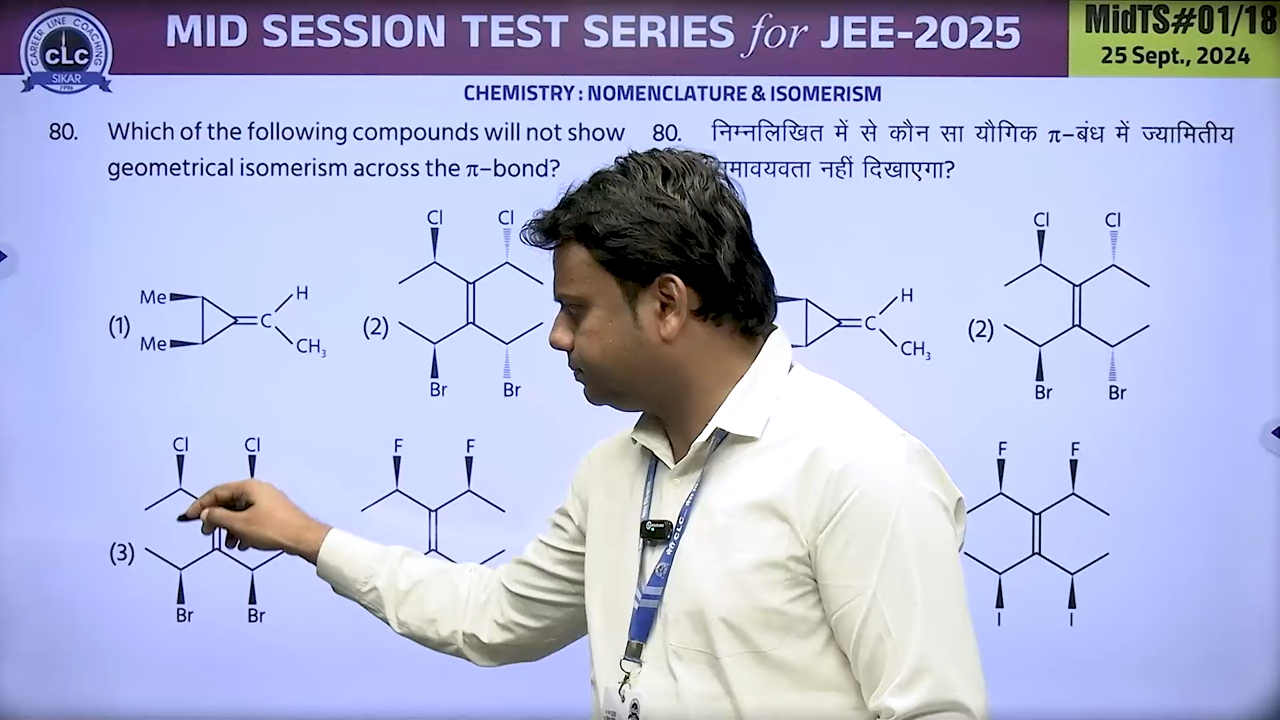 CAREER LINE COACHING
CLC
SIKAR
1996
MID SESSION TEST SERIES for JEE-2025
MidTS#01/18
25 Sept., 2024
CHEMISTRY : NOMENCLATURE & ISOMERISM
80. Which of the following compounds will not show
geometrical isomerism across the π–bond?
80. निम्नलिखित में से कौन सा यौगिक π–बंध में ज्यामितीय
नहीं दिखाएगा?
(1) Me Me C H CH₃
(2) Cl Cl Br Br
C H CH₃
(2) Cl Cl Br Br
(3) Cl Cl Br Br
F F
F F I I
CLC